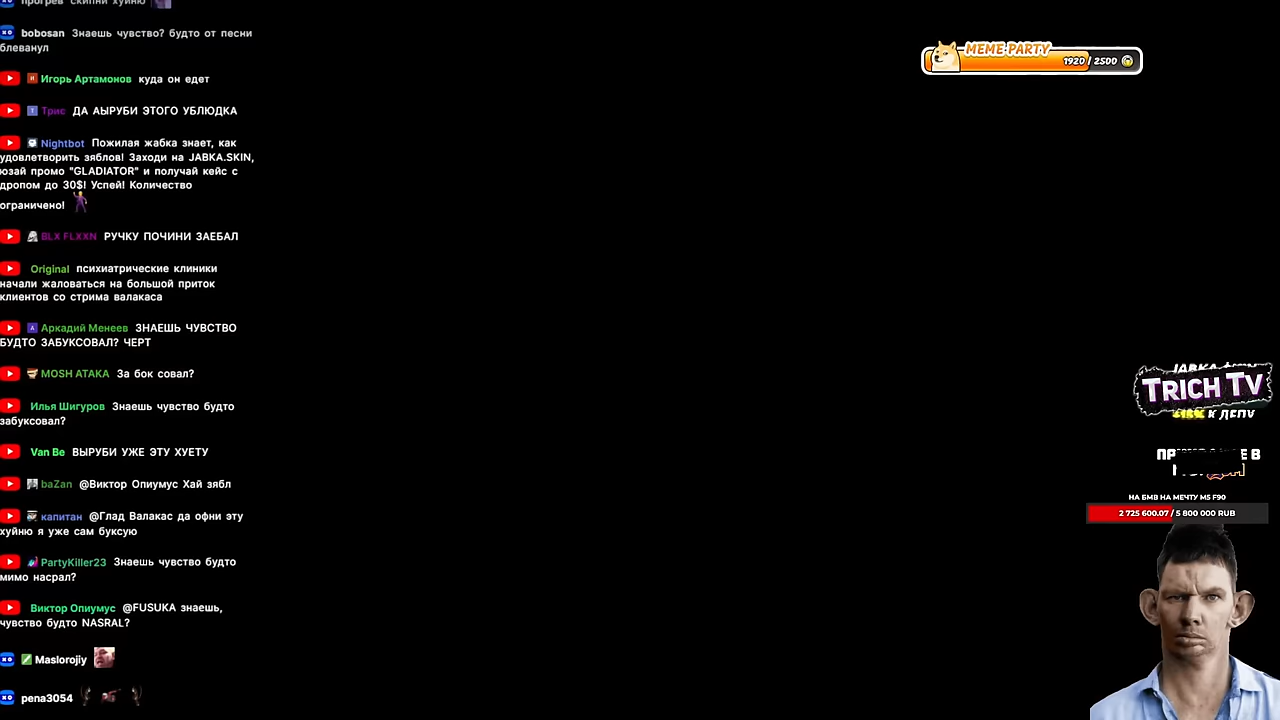 прогрев скипни хуйню
bobosan Знаешь чувство? будто от песни
блеванул
Игорь Артамонов куда он едет
Трис ДА АЫРУБИ ЭТОГО УБЛЮДКА
Nightbot Пожилая жабка знает, как
удовлетворить зяблов! Заходи на JABKA.SKIN,
юзай промо "GLADIATOR" и получай кейс с
дропом до 30$! Успей! Количество
ограничено!
BLX FLXXN РУЧКУ ПОЧИНИ ЗАЕБАЛ
Original психиатрические клиники
начали жаловаться на большой приток
клиентов со стрима валакаса
Аркадий Менеев ЗНАЕШЬ ЧУВСТВО
БУДТО ЗАБУКСОВАЛ? ЧЕРТ
MOSH ATAKA За бок совал?
Илья Шигуров Знаешь чувство будто
забуксовал?
Van Be ВЫРУБИ УЖЕ ЭТУ ХУЕТУ
baZan @Виктор Опиумус Хай зябл
капитан @Глад Валакас да офни эту
хуйню я уже сам буксую
PartyKiller23 Знаешь чувство будто
мимо насрал?
Виктор Опиумус @FUSUKA знаешь,
чувство будто NASRAL?
Maslorojiy
pena3054
MEME PARTY
1920 / 2500
TRICH TV
К ДЕПУ
НА БМВ НА МЕЧТУ M5 F90
2 725 600.07 / 5 800 000 RUB